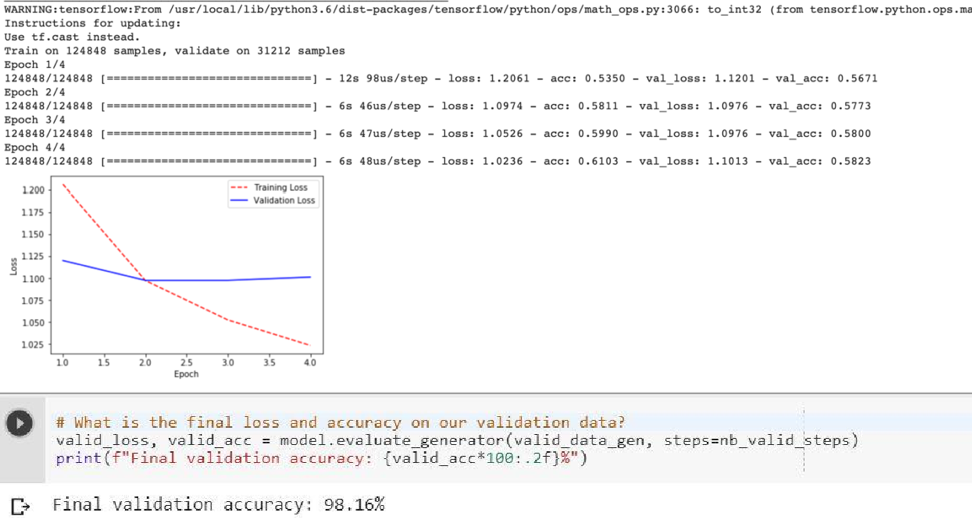 WARNING:tensorflow:From /usr/local/lib/python3.6/dist-packages/tensorflow/python/ops/math_ops.py:3066: to_int32 (from tensorflow.python.ops.ma
Instructions for updating:
Use tf.cast instead.
Train on 124848 samples, validate on 31212 samples
Epoch 1/4
124848/124848 [==============================] - 12s 98us/step - loss: 1.2061 - acc: 0.5350 - val_loss: 1.1201 - val_acc: 0.5671
Epoch 2/4
124848/124848 [==============================] - 6s 46us/step - loss: 1.0974 - acc: 0.5811 - val_loss: 1.0976 - val_acc: 0.5773
Epoch 3/4
124848/124848 [==============================] - 6s 47us/step - loss: 1.0526 - acc: 0.5990 - val_loss: 1.0976 - val_acc: 0.5800
Epoch 4/4
124848/124848 [==============================] - 6s 48us/step - loss: 1.0236 - acc: 0.6103 - val_loss: 1.1013 - val_acc: 0.5823
Training Loss
Validation Loss
1.200
1.175
1.150
1.125
1.100
1.075
1.050
1.025
Loss
1.0 1.5 2.0 2.5 3.0 3.5 4.0
Epoch
# What is the final loss and accuracy on our validation data?
valid_loss, valid_acc = model.evaluate_generator(valid_data_gen, steps=nb_valid_steps)
print(f"Final validation accuracy: {valid_acc*100:.2f}%")
Final validation accuracy: 98.16%